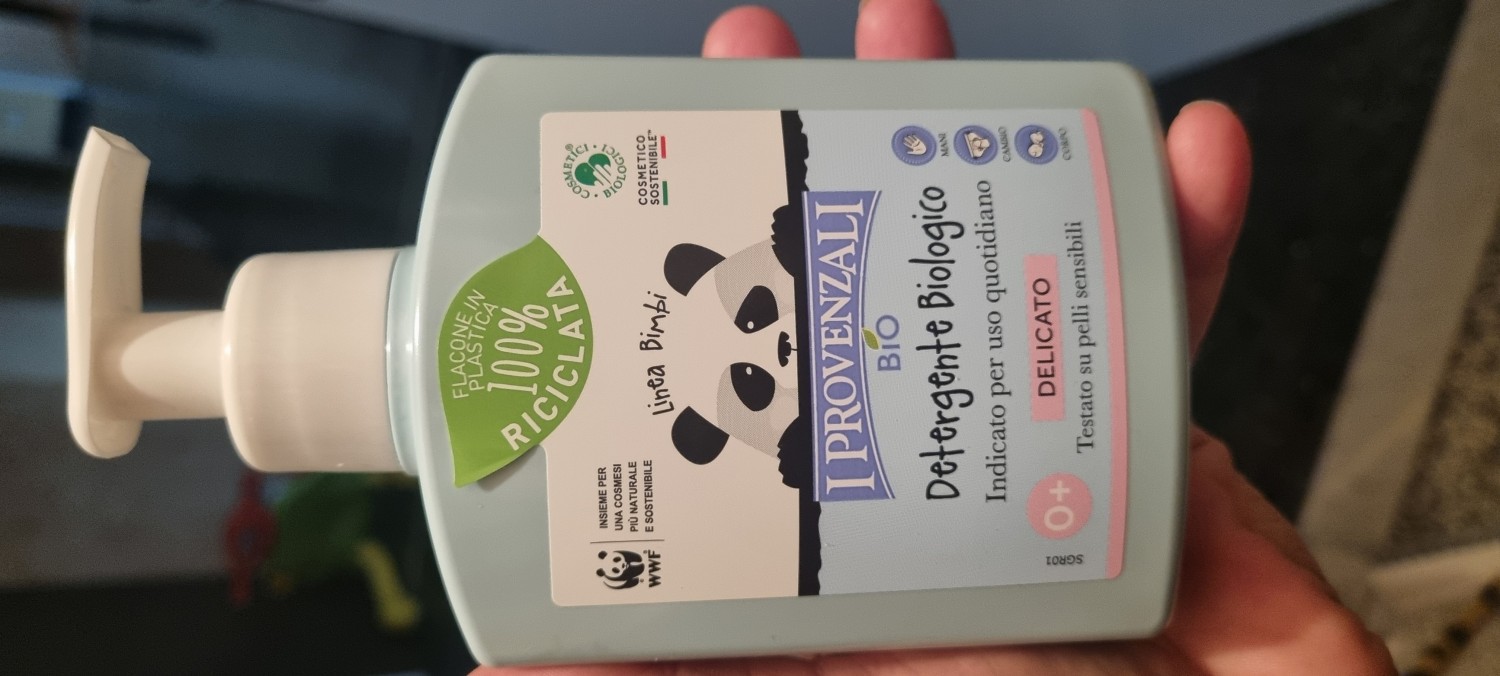 FLACONE IN
PLASTICA
100%
RICICLATA
WWF
INSIEME PER
UNA COSMESI
PIÙ NATURALE
E SOSTENIBILE
COSMETICI
BIOLOGICI
COSMETICO
SOSTENIBILE™
Linea Bimbi
I PROVENZALI
BIO
Detergente Biologico
Indicato per uso quotidiano
DELICATO
Testato su pelli sensibili
0+
MANI
CAMBIO
CORPO
SGR01